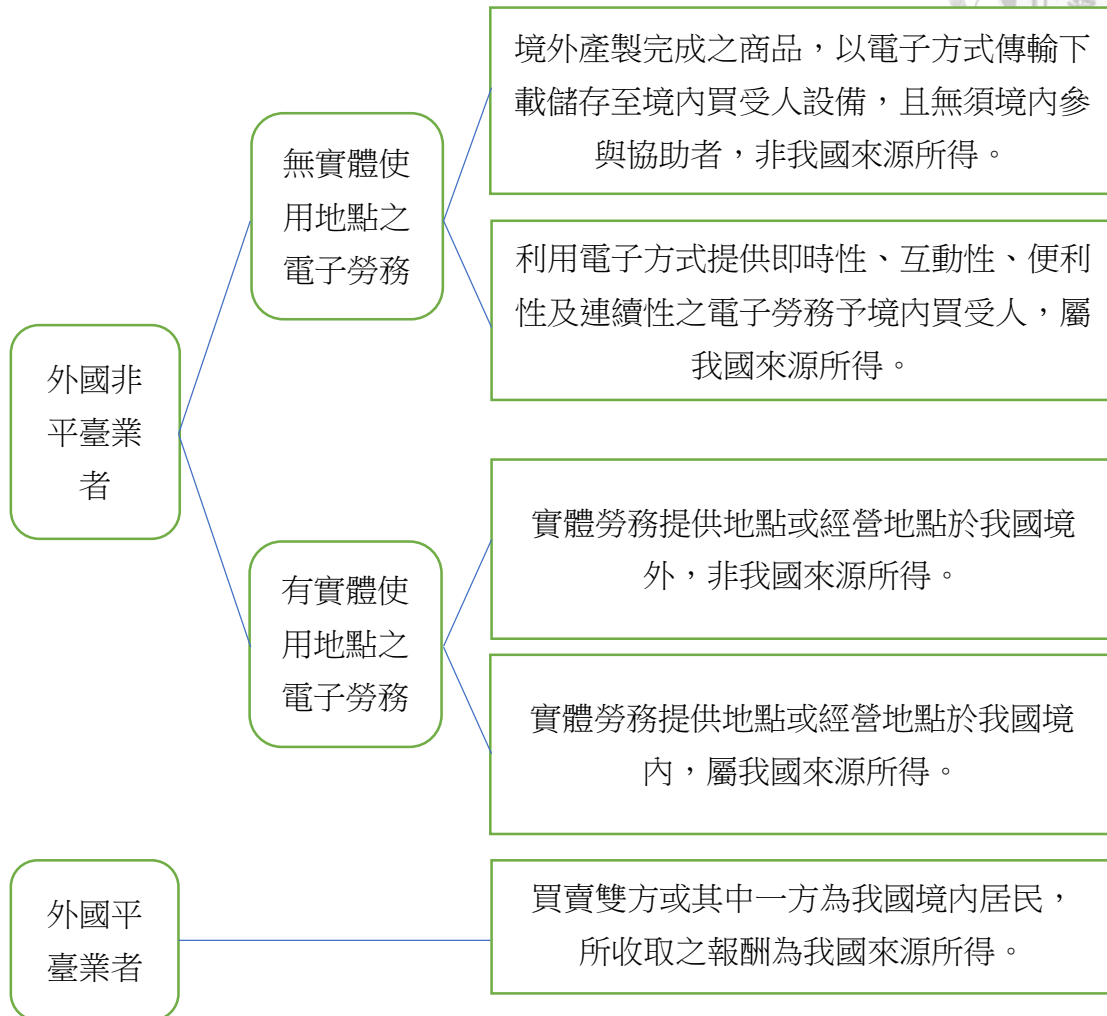 外國非
平臺業
者
無實體使
用地點之
電子勞務
境外產製完成之商品，以電子方式傳輸下
載儲存至境內買受人設備，且無須境內參
與協助者，非我國來源所得。
利用電子方式提供即時性、互動性、便利
性及連續性之電子勞務予境內買受人，屬
我國來源所得。
有實體使
用地點之
電子勞務
實體勞務提供地點或經營地點於我國境
外，非我國來源所得。
實體勞務提供地點或經營地點於我國境
內，屬我國來源所得。
外國平
臺業者
買賣雙方或其中一方為我國境內居民，
所收取之報酬為我國來源所得。